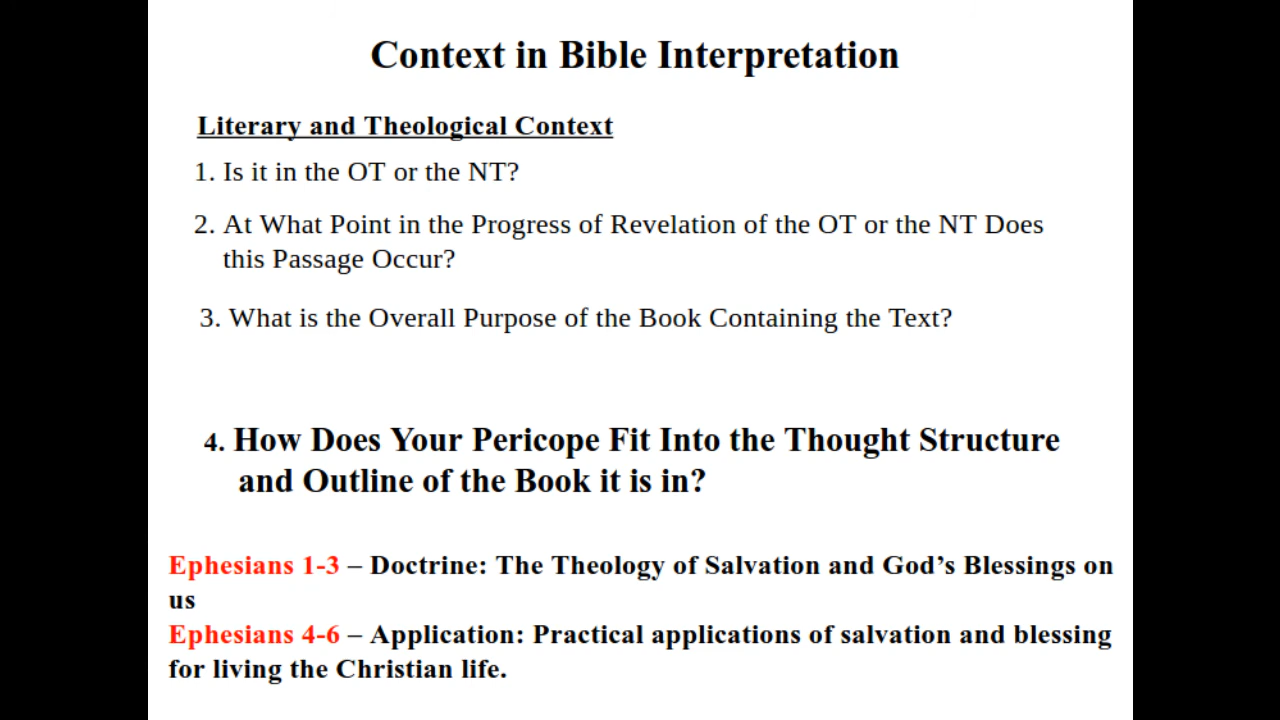 Context in Bible Interpretation
Literary and Theological Context
1. Is it in the OT or the NT?
2. At What Point in the Progress of Revelation of the OT or the NT Does
this Passage Occur?
3. What is the Overall Purpose of the Book Containing the Text?
4. How Does Your Pericope Fit Into the Thought Structure
and Outline of the Book it is in?
Ephesians 1-3 – Doctrine: The Theology of Salvation and God’s Blessings on
us
Ephesians 4-6 – Application: Practical applications of salvation and blessing
for living the Christian life.